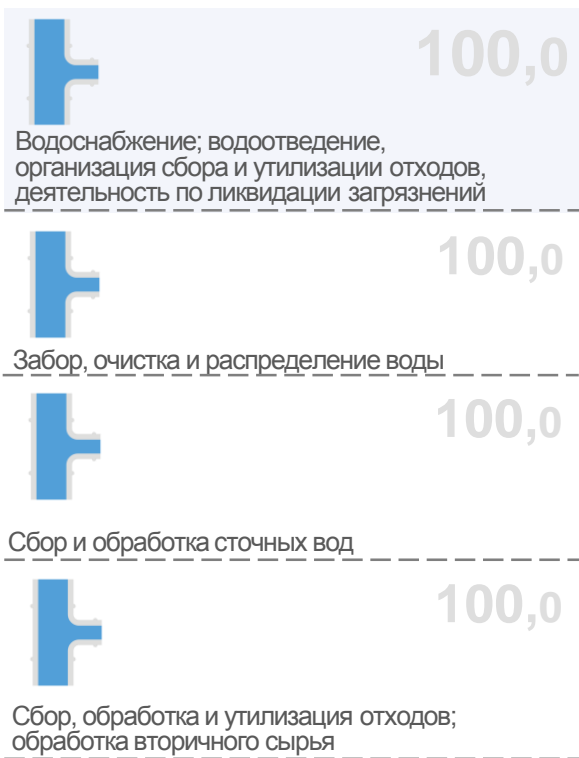 100,0
Водоснабжение; водоотведение,
организация сбора и утилизации отходов,
деятельность по ликвидации загрязнений
100,0
Забор, очистка и распределение воды
100,0
Сбор и обработка сточных вод
100,0
Сбор, обработка и утилизация отходов;
обработка вторичного сырья